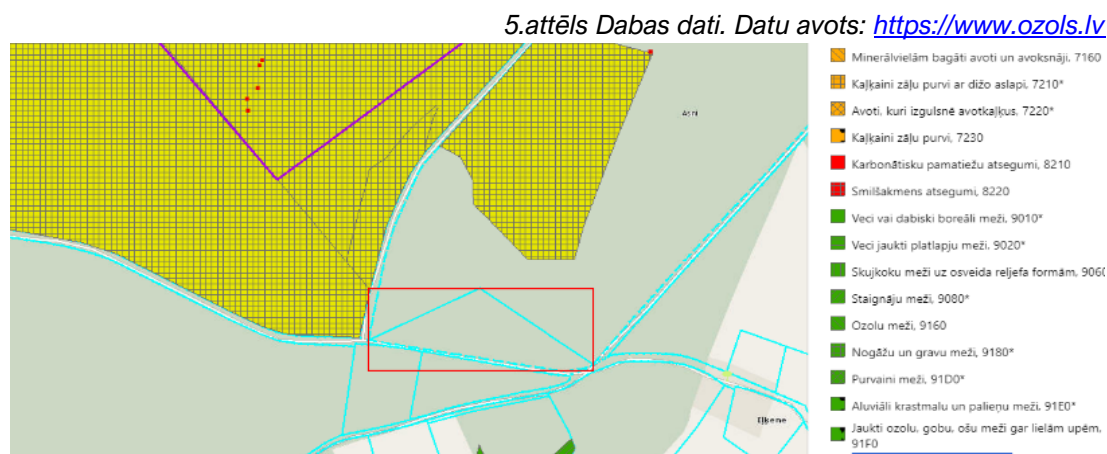 5.attēls Dabas dati. Datu avots: https://www.ozols.lv
Minerālvielām bagāti avoti un avoksnāji, 7160
Kaļķaini zāļu purvi ar dižo aslapi, 7210*
Avoti, kuri izgulsnē avotkaļķus, 7220*
Kaļķaini zāļu purvi, 7230
Karbonātisku pamatiežu atsegumi, 8210
Smilšakmens atsegumi, 8220
Veci vai dabiski boreāli meži, 9010*
Veci jaukti platlapju meži, 9020*
Skujkoku meži uz osveida reljefa formām, 9060
Staignāju meži, 9080*
Ozolu meži, 9160
Nogāžu un gravu meži, 9180*
Purvaini meži, 91D0*
Aluviāli krastmalu un palieņu meži, 91E0*
Jaukti ozolu, gobu, ošu meži gar lielām upēm,
91F0